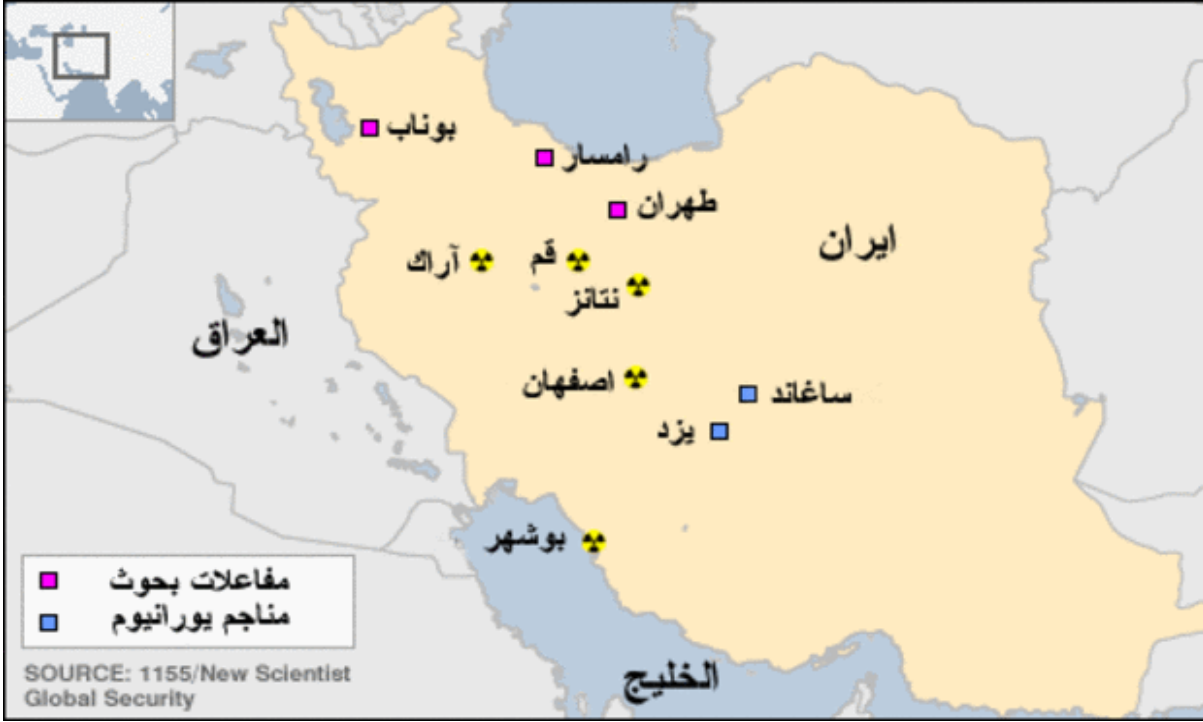 بوناب
رامسار
طهران
ايران
آراك
قم
نتانز
العراق
اصفهان
ساغاند
يزد
بوشهر
مفاعلات بحوث
مناجم يورانيوم
SOURCE: 1155/New Scientist
Global Security
الخليج